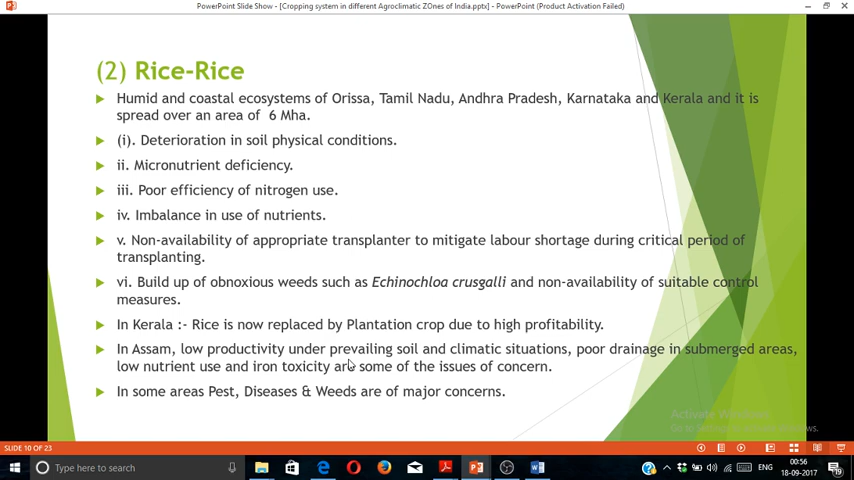 PowerPoint Slide Show - [Cropping system in different Agroclimatic ZOnes of India.pptx] - PowerPoint (Product Activation Failed)
(2) Rice-Rice
Humid and coastal ecosystems of Orissa, Tamil Nadu, Andhra Pradesh, Karnataka and Kerala and it is
spread over an area of 6 Mha.
(i). Deterioration in soil physical conditions.
ii. Micronutrient deficiency.
iii. Poor efficiency of nitrogen use.
iv. Imbalance in use of nutrients.
v. Non-availability of appropriate transplanter to mitigate labour shortage during critical period of
transplanting.
vi. Build up of obnoxious weeds such as Echinochloa crusgalli and non-availability of suitable control
measures.
In Kerala :- Rice is now replaced by Plantation crop due to high profitability.
In Assam, low productivity under prevailing soil and climatic situations, poor drainage in submerged areas,
low nutrient use and iron toxicity are some of the issues of concern.
In some areas Pest, Diseases & Weeds are of major concerns.
Activate Windows
Go to Settings to activate Windows.
SLIDE 10 OF 23
Type here to search
ENG
00:56
18-09-2017
19